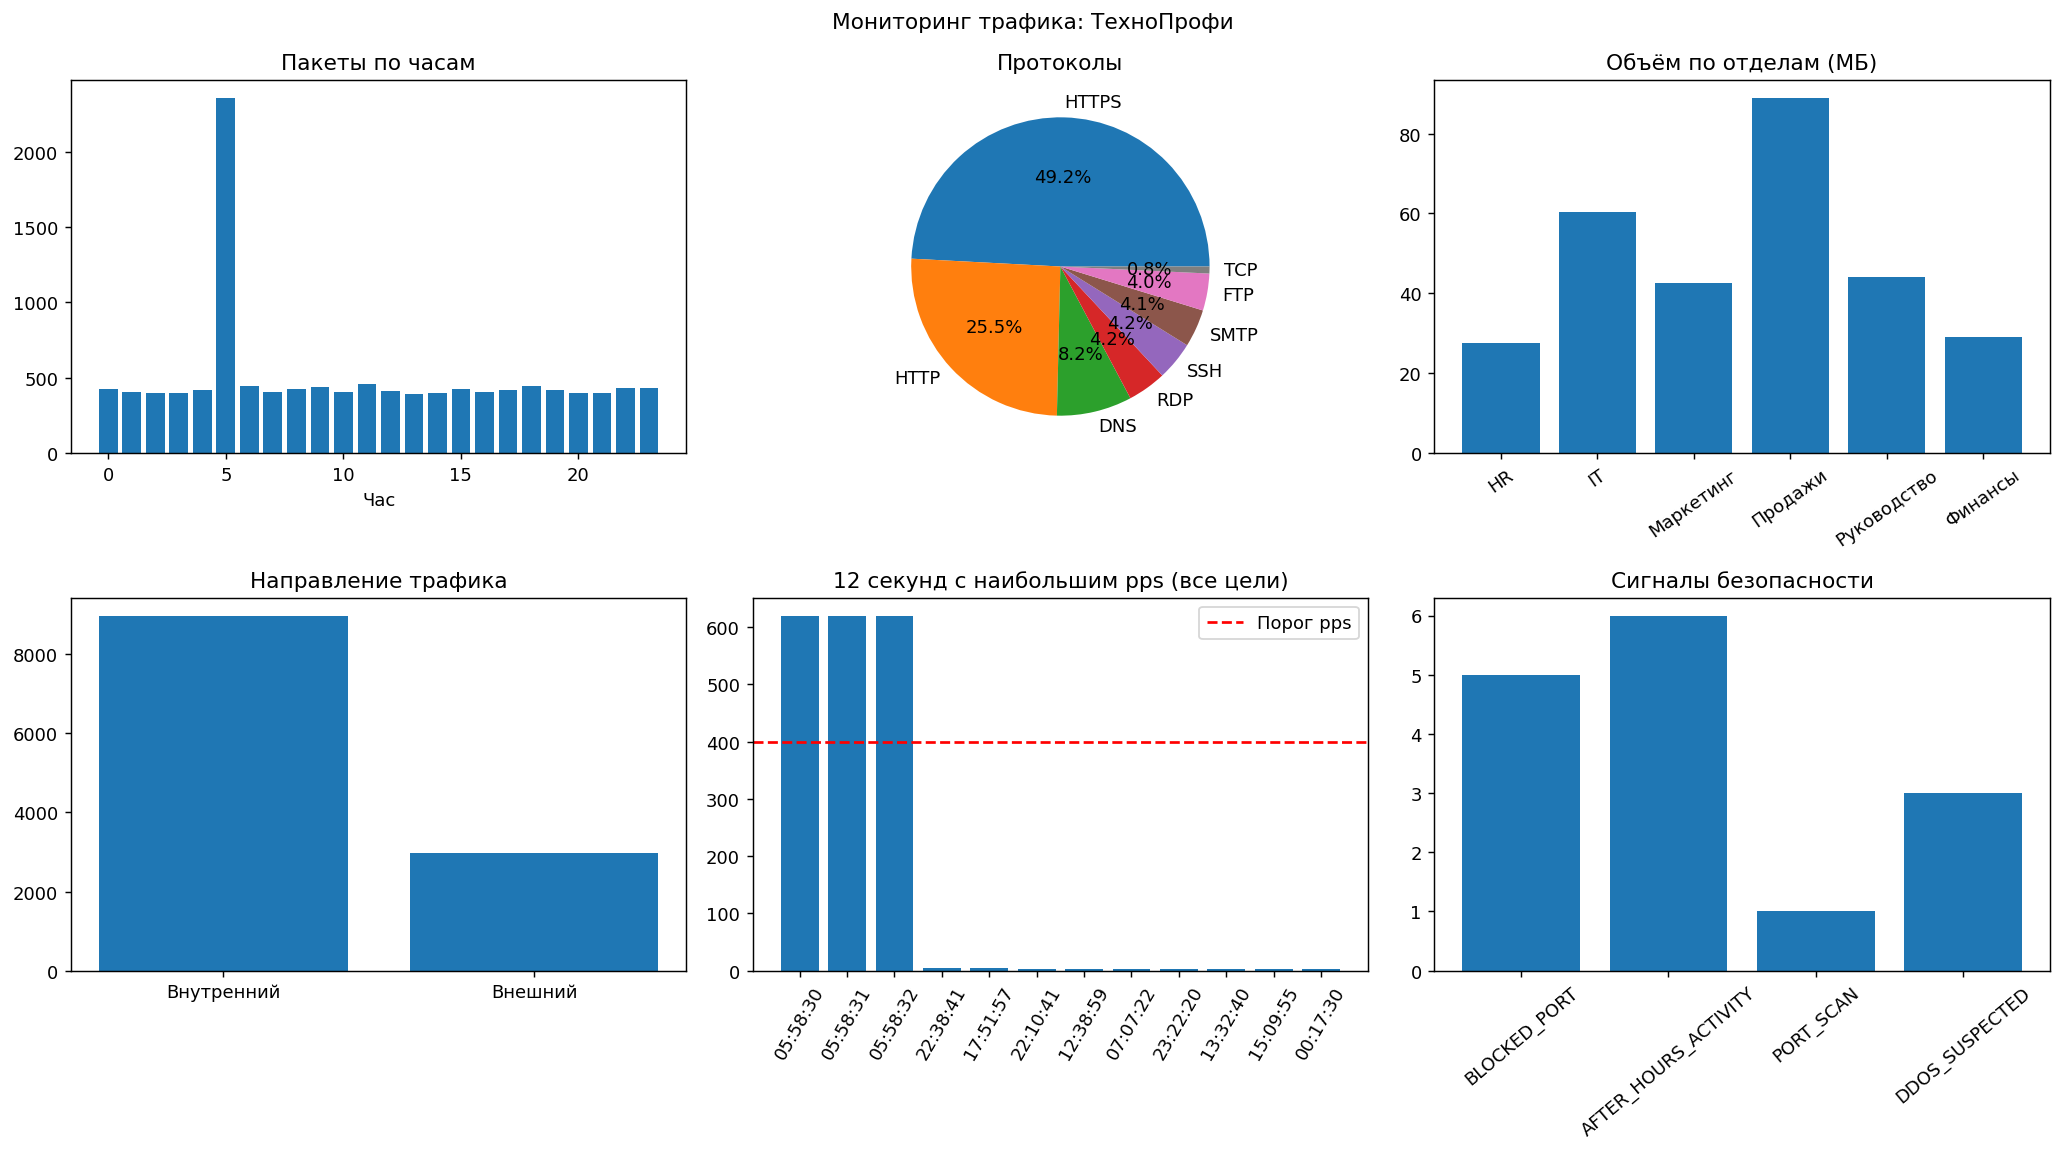 Мониторинг трафика: ТехноПрофи
Пакеты по часам
2000
1500
1000
500
0
0 5 10 15 20
Час
Протоколы
HTTPS
49.2%
HTTP
25.5%
DNS
8.2%
RDP
4.2%
SSH
4.2%
SMTP
4.1%
FTP
4.0%
TCP
0.8%
Объём по отделам (МБ)
80
60
40
20
0
HR IT Маркетинг Продажи Руководство Финансы
Направление трафика
8000
6000
4000
2000
0
Внутренний Внешний
12 секунд с наибольшим pps (все цели)
Порог pps
600
500
400
300
200
100
0
05:58:30 05:58:31 05:58:32 22:38:41 17:51:57 22:10:41 12:38:59 07:07:22 23:22:20 13:32:40 15:09:55 00:17:30
Сигналы безопасности
6
5
4
3
2
1
0
BLOCKED_PORT AFTER_HOURS_ACTIVITY PORT_SCAN DDOS_SUSPECTED